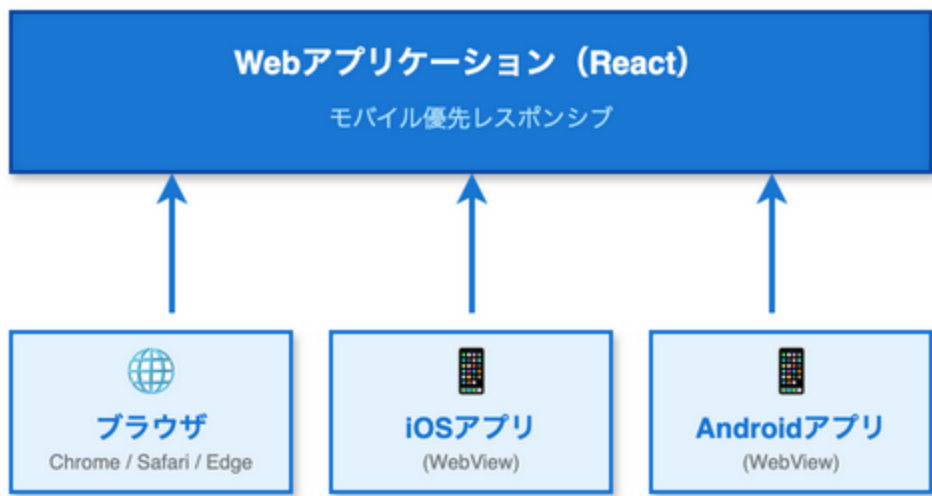 Webアプリケーション（React）
モバイル優先レスポンシブ
ブラウザ
Chrome / Safari / Edge
iOSアプリ
(WebView)
Androidアプリ
(WebView)